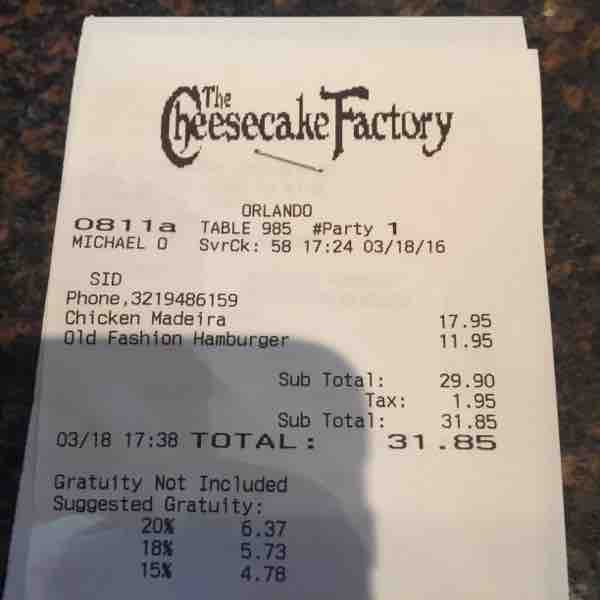 The
Cheesecake Factory
ORLANDO
0811a TABLE 985 #Party 1
MICHAEL O SvrCk: 58 17:24 03/18/16
SID
Phone,3219486159
Chicken Madeira 17.95
Old Fashion Hamburger 11.95
Sub Total: 29.90
Tax: 1.95
Sub Total: 31.85
03/18 17:38 TOTAL: 31.85
Gratuity Not Included
Suggested Gratuity:
20% 6.37
18% 5.73
15% 4.78